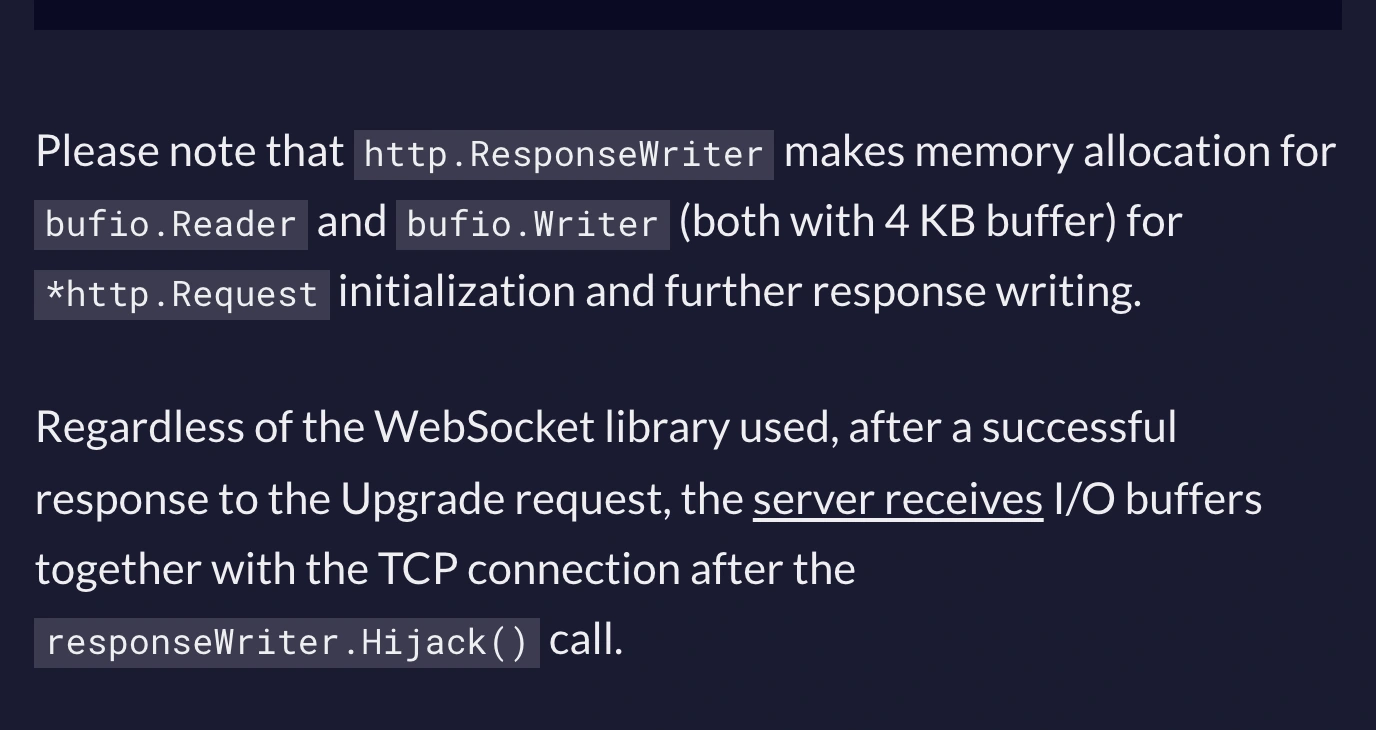 Please note that http.ResponseWriter makes memory allocation for
bufio.Reader and bufio.Writer (both with 4 KB buffer) for
*http.Request initialization and further response writing.
Regardless of the WebSocket library used, after a successful
response to the Upgrade request, the server receives I/O buffers
together with the TCP connection after the
responseWriter.Hijack() call.